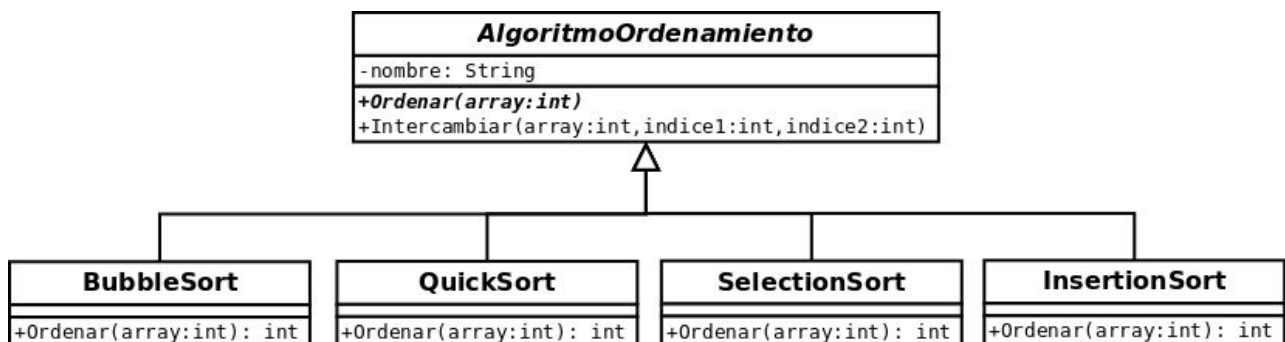 AlgoritmoOrdenamiento
-nombre: String
+Ordenar(array:int)
+Intercambiar(array:int,indice1:int,indice2:int)
BubbleSort
+Ordenar(array:int): int
QuickSort
+Ordenar(array:int): int
SelectionSort
+Ordenar(array:int): int
InsertionSort
+Ordenar(array:int): int